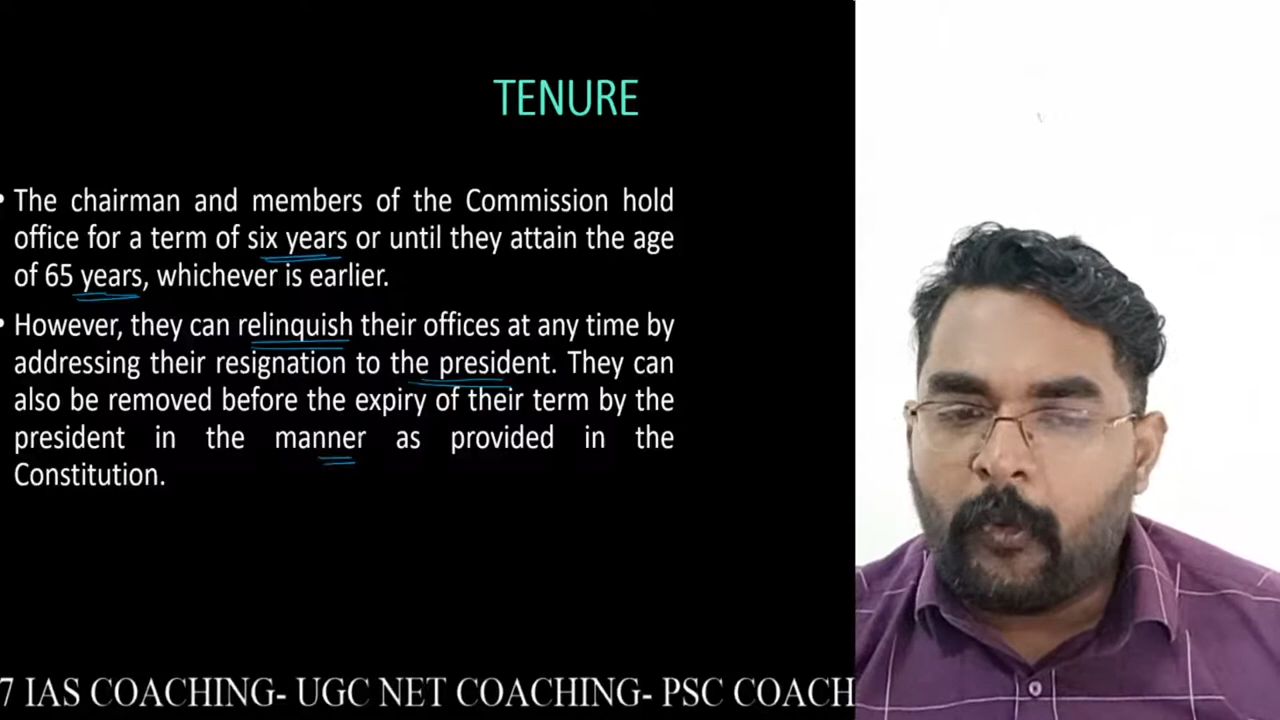 TENURE
• The chairman and members of the Commission hold
office for a term of six years or until they attain the age
of 65 years, whichever is earlier.
• However, they can relinquish their offices at any time by
addressing their resignation to the president. They can
also be removed before the expiry of their term by the
president in the manner as provided in the
Constitution.
7 IAS COACHING- UGC NET COACHING- PSC COACH